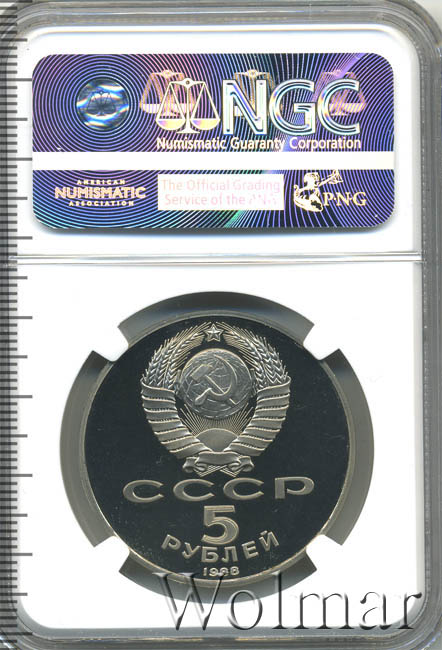 NGC
Numismatic Guaranty Corporation
AMERICAN
NUMISMATIC
ASSOCIATION
The Official Grading
Service of the ANA
PNG
СССР
5
РУБЛЕЙ
1988
Wolmar